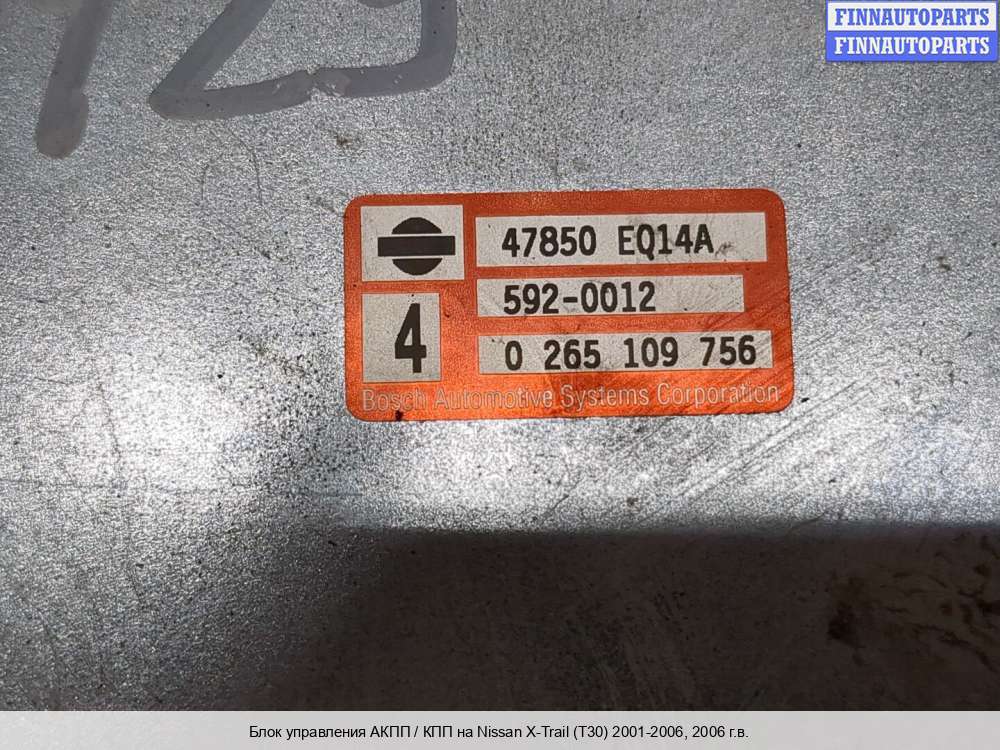 FINNAUTOPARTS
FINNAUTOPARTS
47850 EQ14A
592-0012
4
0 265 109 756
Bosch Automotive Systems Corporation
Блок управления АКПП / КПП на Nissan X-Trail (T30) 2001-2006, 2006 г.в.